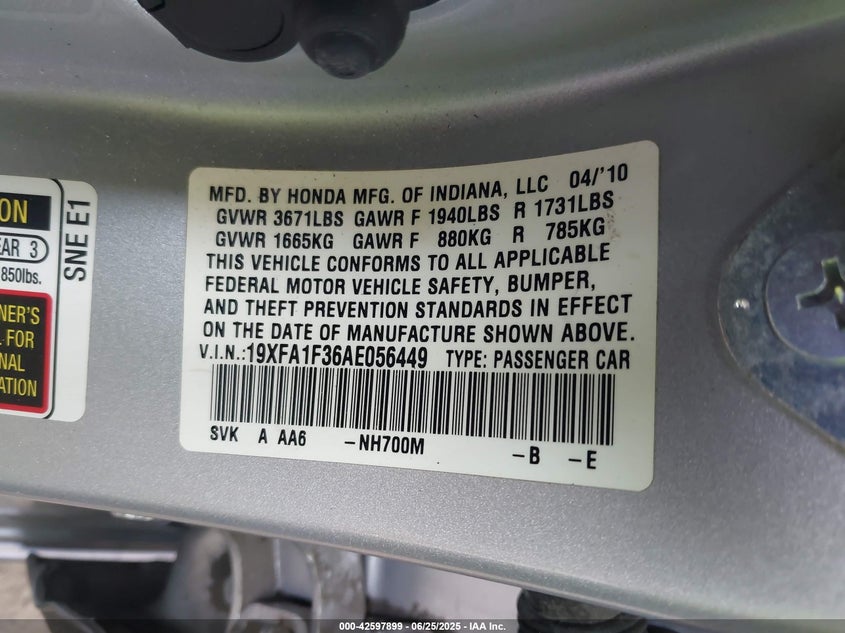 MFD. BY HONDA MFG. OF INDIANA, LLC 04/'10
GVWR 3671LBS GAWR F 1940LBS R 1731LBS
GVWR 1665KG GAWR F 880KG R 785KG
THIS VEHICLE CONFORMS TO ALL APPLICABLE
FEDERAL MOTOR VEHICLE SAFETY, BUMPER,
AND THEFT PREVENTION STANDARDS IN EFFECT
ON THE DATE OF MANUFACTURE SHOWN ABOVE.
V.I.N.:19XFA1F36AE056449 TYPE: PASSENGER CAR
SVK A AA6 -NH700M -B -E
ION
EAR 3
850lbs.
NER'S
L FOR
NAL
ATION
SNE E1
000-42597899 - 06/25/2025 - IAA Inc.